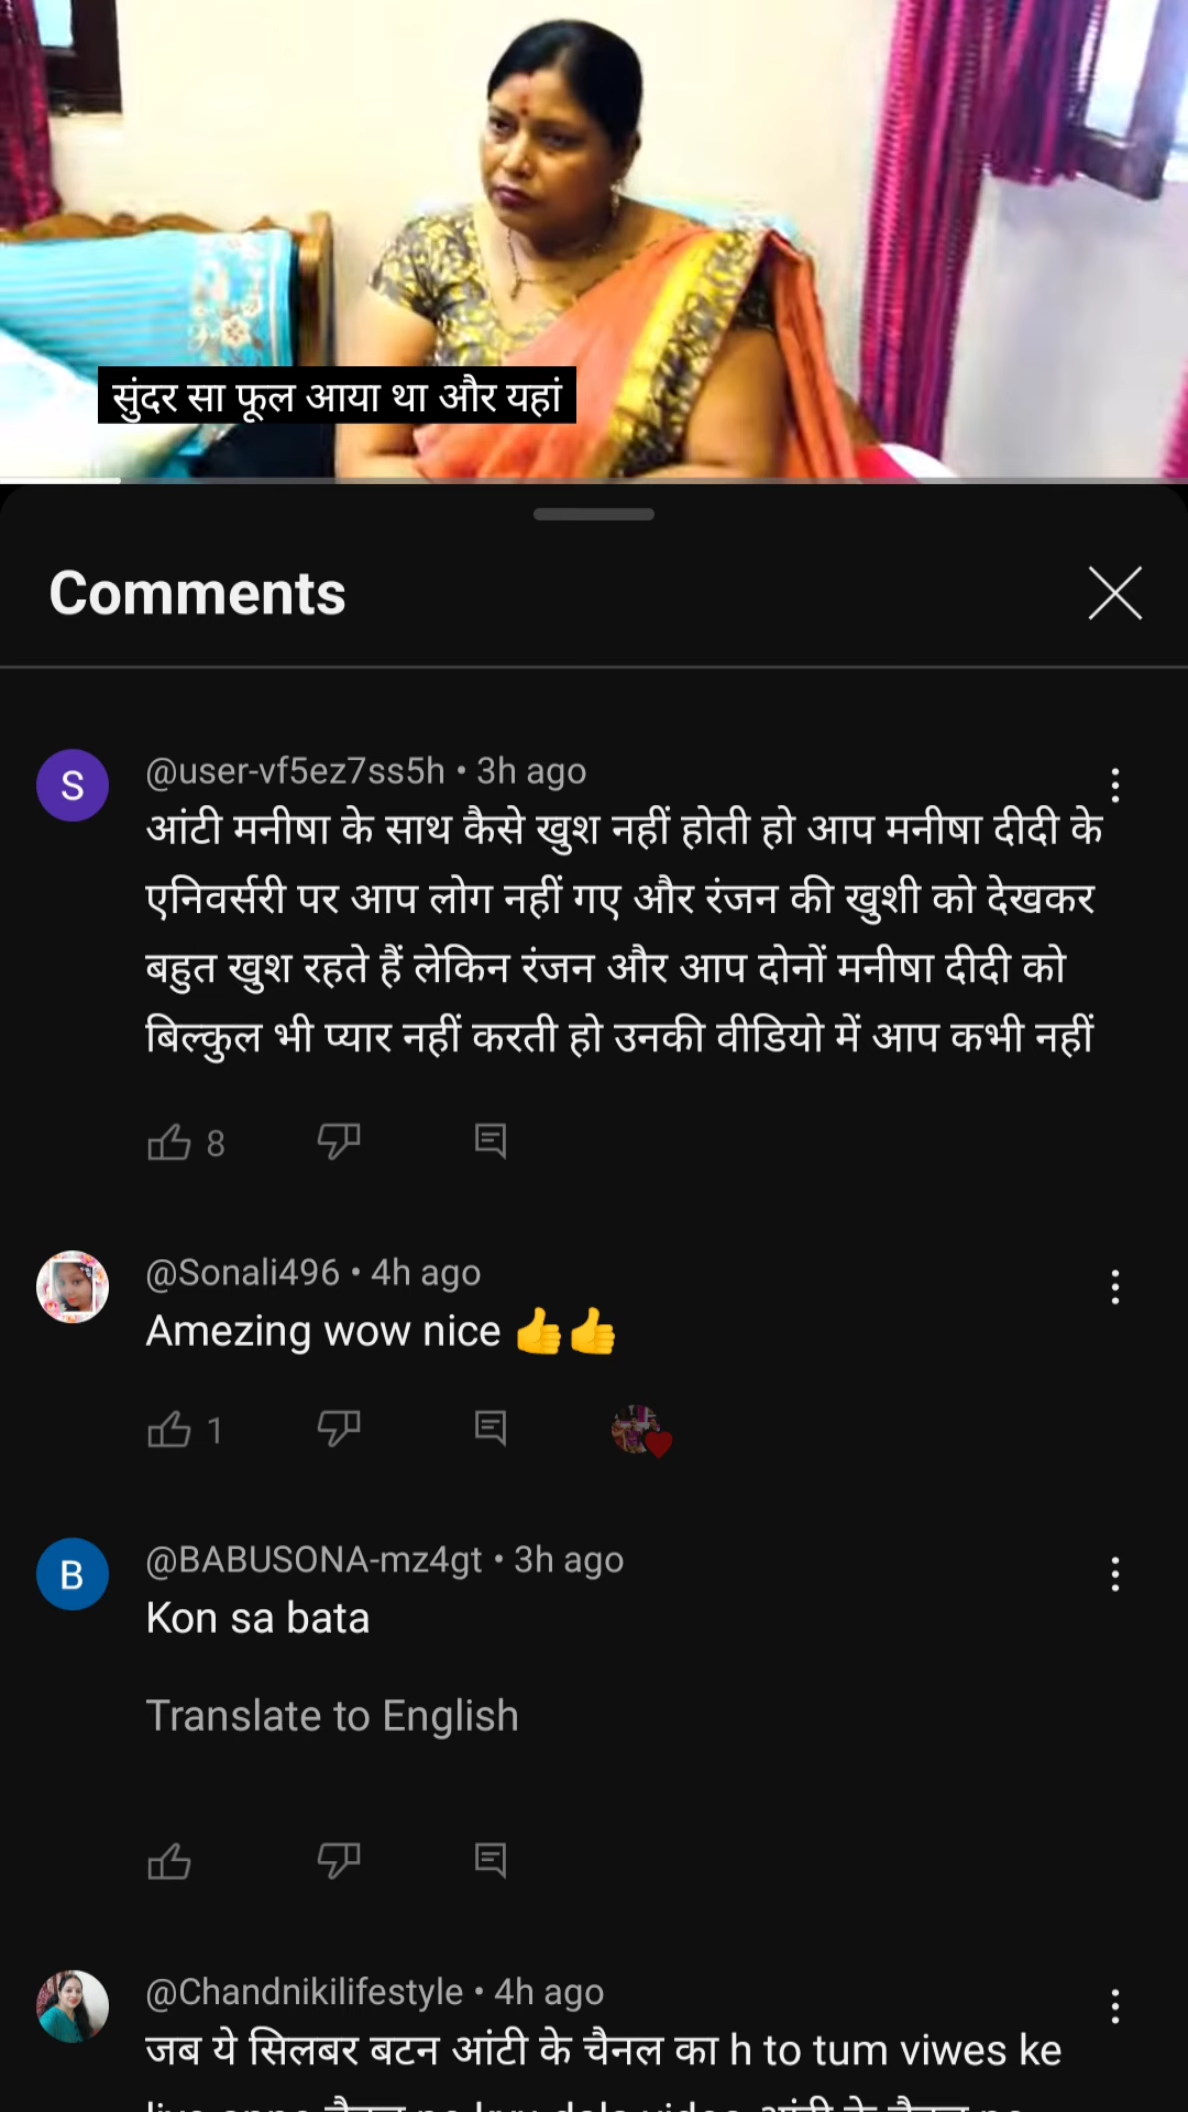 सुंदर सा फूल आया था और यहां
Comments
S
@user-vf5ez7ss5h • 3h ago
आंटी मनीषा के साथ कैसे खुश नहीं होती हो आप मनीषा दीदी के
एनिवर्सरी पर आप लोग नहीं गए और रंजन की खुशी को देखकर
बहुत खुश रहते हैं लेकिन रंजन और आप दोनों मनीषा दीदी को
बिल्कुल भी प्यार नहीं करती हो उनकी वीडियो में आप कभी नहीं
8
@Sonali496 • 4h ago
Amezing wow nice 👍👍
1
B
@BABUSONA-mz4gt • 3h ago
Kon sa bata
Translate to English
@Chandnikilifestyle • 4h ago
जब ये सिलबर बटन आंटी के चैनल का h to tum viwes ke